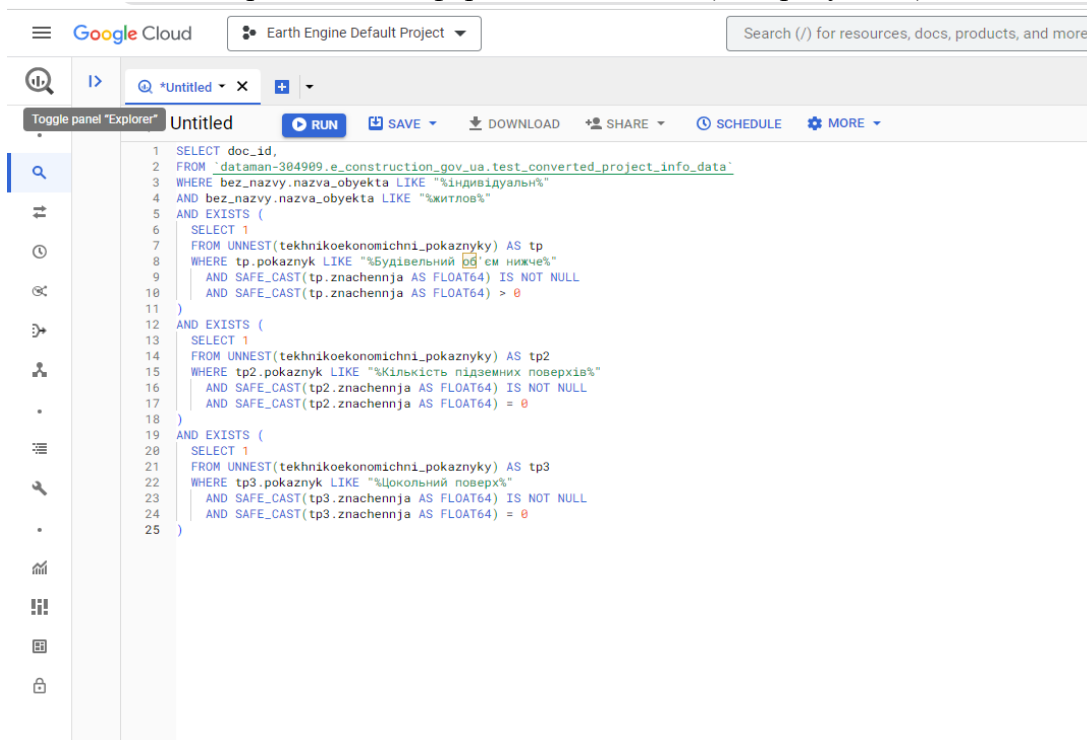 Google Cloud
Earth Engine Default Project
Search (/) for resources, docs, products, and more
*Untitled
Toggle panel "Explorer"
Untitled
RUN
SAVE
DOWNLOAD
SHARE
SCHEDULE
MORE
1 SELECT doc_id,
2 FROM `dataman-304909.e_construction_gov_ua.test_converted_project_info_data`
3 WHERE bez_nazvy.nazva_obyekta LIKE "%індивідуальн%"
4 AND bez_nazvy.nazva_obyekta LIKE "%житлов%"
5 AND EXISTS (
6 SELECT 1
7 FROM UNNEST(tekhnikoekonomichni_pokaznyky) AS tp
8 WHERE tp.pokaznyk LIKE "%Будівельний об'єм нижче%"
9 AND SAFE_CAST(tp.znachennja AS FLOAT64) IS NOT NULL
10 AND SAFE_CAST(tp.znachennja AS FLOAT64) > 0
11 )
12 AND EXISTS (
13 SELECT 1
14 FROM UNNEST(tekhnikoekonomichni_pokaznyky) AS tp2
15 WHERE tp2.pokaznyk LIKE "%Кількість підземних поверхів%"
16 AND SAFE_CAST(tp2.znachennja AS FLOAT64) IS NOT NULL
17 AND SAFE_CAST(tp2.znachennja AS FLOAT64) = 0
18 )
19 AND EXISTS (
20 SELECT 1
21 FROM UNNEST(tekhnikoekonomichni_pokaznyky) AS tp3
22 WHERE tp3.pokaznyk LIKE "%Цокольний поверх%"
23 AND SAFE_CAST(tp3.znachennja AS FLOAT64) IS NOT NULL
24 AND SAFE_CAST(tp3.znachennja AS FLOAT64) = 0
25 )